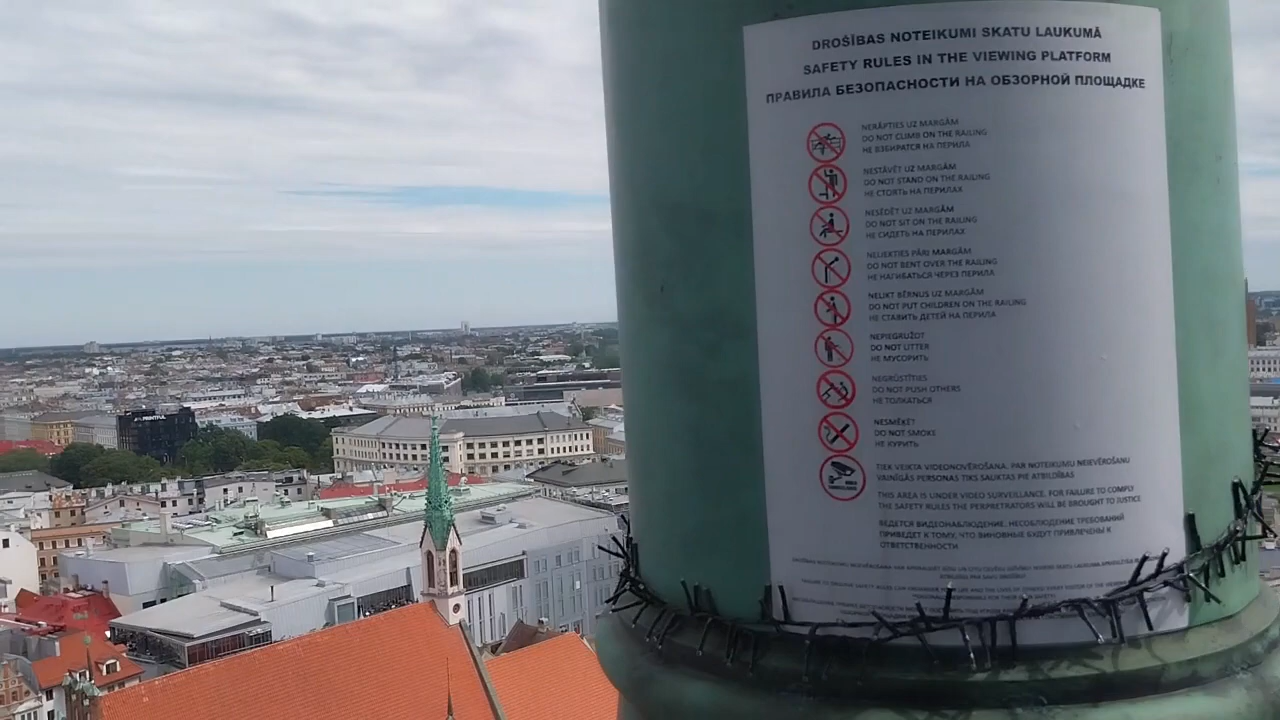 DROŠĪBAS NOTEIKUMI SKATU LAUKUMĀ
SAFETY RULES IN THE VIEWING PLATFORM
ПРАВИЛА БЕЗОПАСНОСТИ НА ОБЗОРНОЙ ПЛОЩАДКЕ
NERĀPTIES UZ MARGĀM
DO NOT CLIMB ON THE RAILING
НЕ ВЗБИРАТСЯ НА ПЕРИЛА
NESTĀVĒT UZ MARGĀM
DO NOT STAND ON THE RAILING
НЕ СТОЯТЬ НА ПЕРИЛАХ
NESĒDĒT UZ MARGĀM
DO NOT SIT ON THE RAILING
НЕ СИДЕТЬ НА ПЕРИЛАХ
NELIEKTIES PĀRI MARGĀM
DO NOT BENT OVER THE RAILING
НЕ НАГИБАТЬСЯ ЧЕРЕЗ ПЕРИЛА
NELIKT BĒRNUS UZ MARGĀM
DO NOT PUT CHILDREN ON THE RAILING
НЕ СТАВИТЬ ДЕТЕЙ НА ПЕРИЛА
NEPIEGRUŽOT
DO NOT LITTER
НЕ МУСОРИТЬ
NEGRŪSTĪTIES
DO NOT PUSH OTHERS
НЕ ТОЛКАТЬСЯ
NESMĒĶĒT
DO NOT SMOKE
НЕ КУРИТЬ
TIEK VEIKTA VIDEONOVĒROŠANA. PAR NOTEIKUMU NEIEVĒROŠANU
VAINĪGĀS PERSONAS TIKS SAUKTAS PIE ATBILDĪBAS
THIS AREA IS UNDER VIDEO SURVEILLANCE. FOR FAILURE TO COMPLY
THE SAFETY RULES THE PERPRETRATORS WILL BE BROUGHT TO JUSTICE
ВЕДЕТСЯ ВИДЕОНАБЛЮДЕНИЕ. НЕСОБЛЮДЕНИЕ ТРЕБОВАНИЙ
ПРИВЕДЕТ К ТОМУ, ЧТО ВИНОВНЫЕ БУДУТ ПРИВЛЕЧЕНЫ К
ОТВЕТСТВЕННОСТИ
PRINTFUL